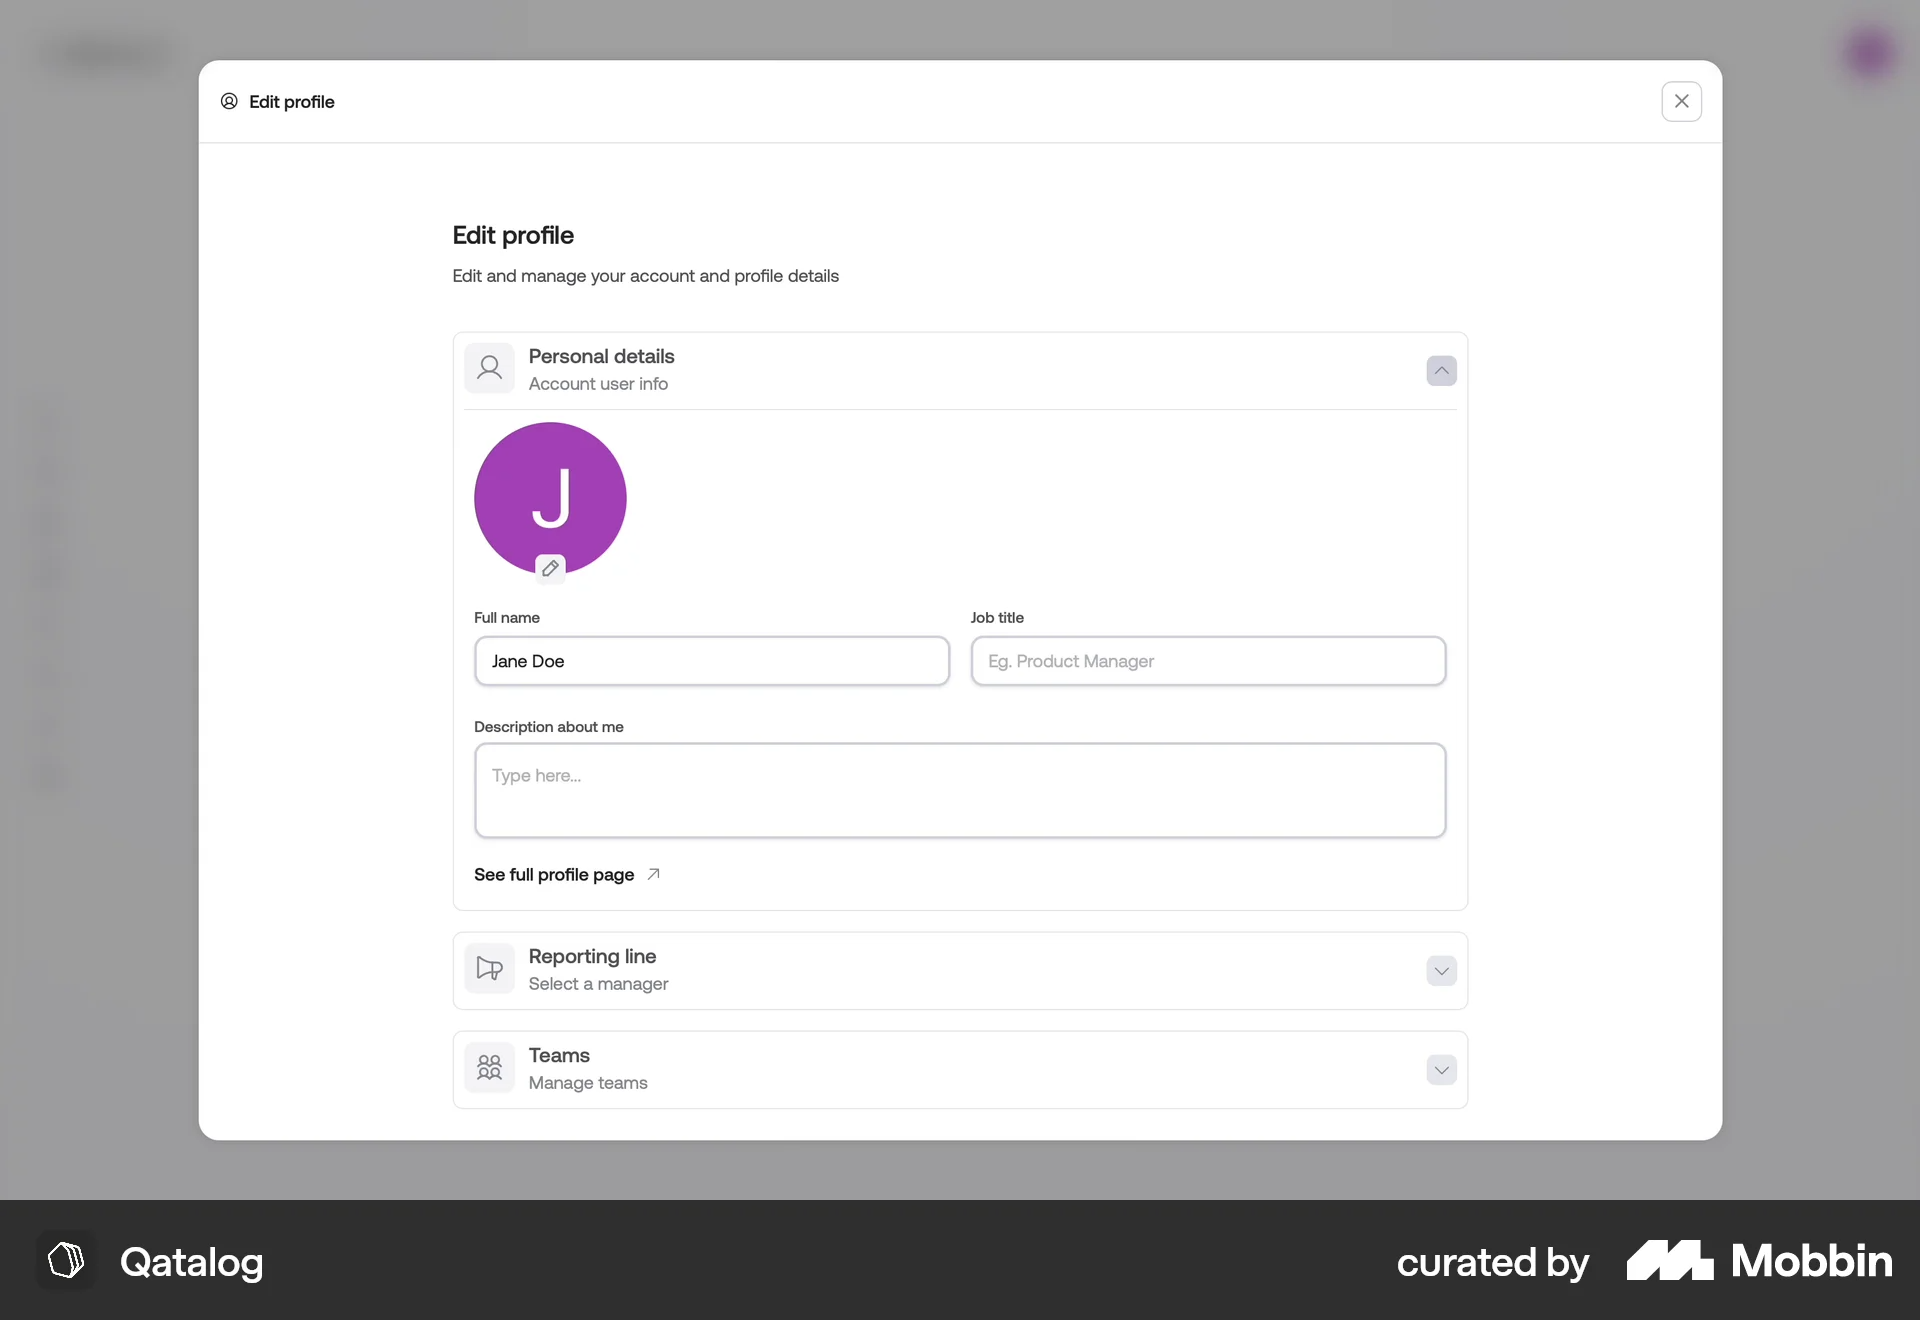 Edit profile
Edit profile
Edit and manage your account and profile details
Personal details
Account user info
J
Full name
Job title
Jane Doe
Eg. Product Manager
Description about me
Type here...
See full profile page
Reporting line
Select a manager
Teams
Manage teams
Qatalog
curated by
Mobbin